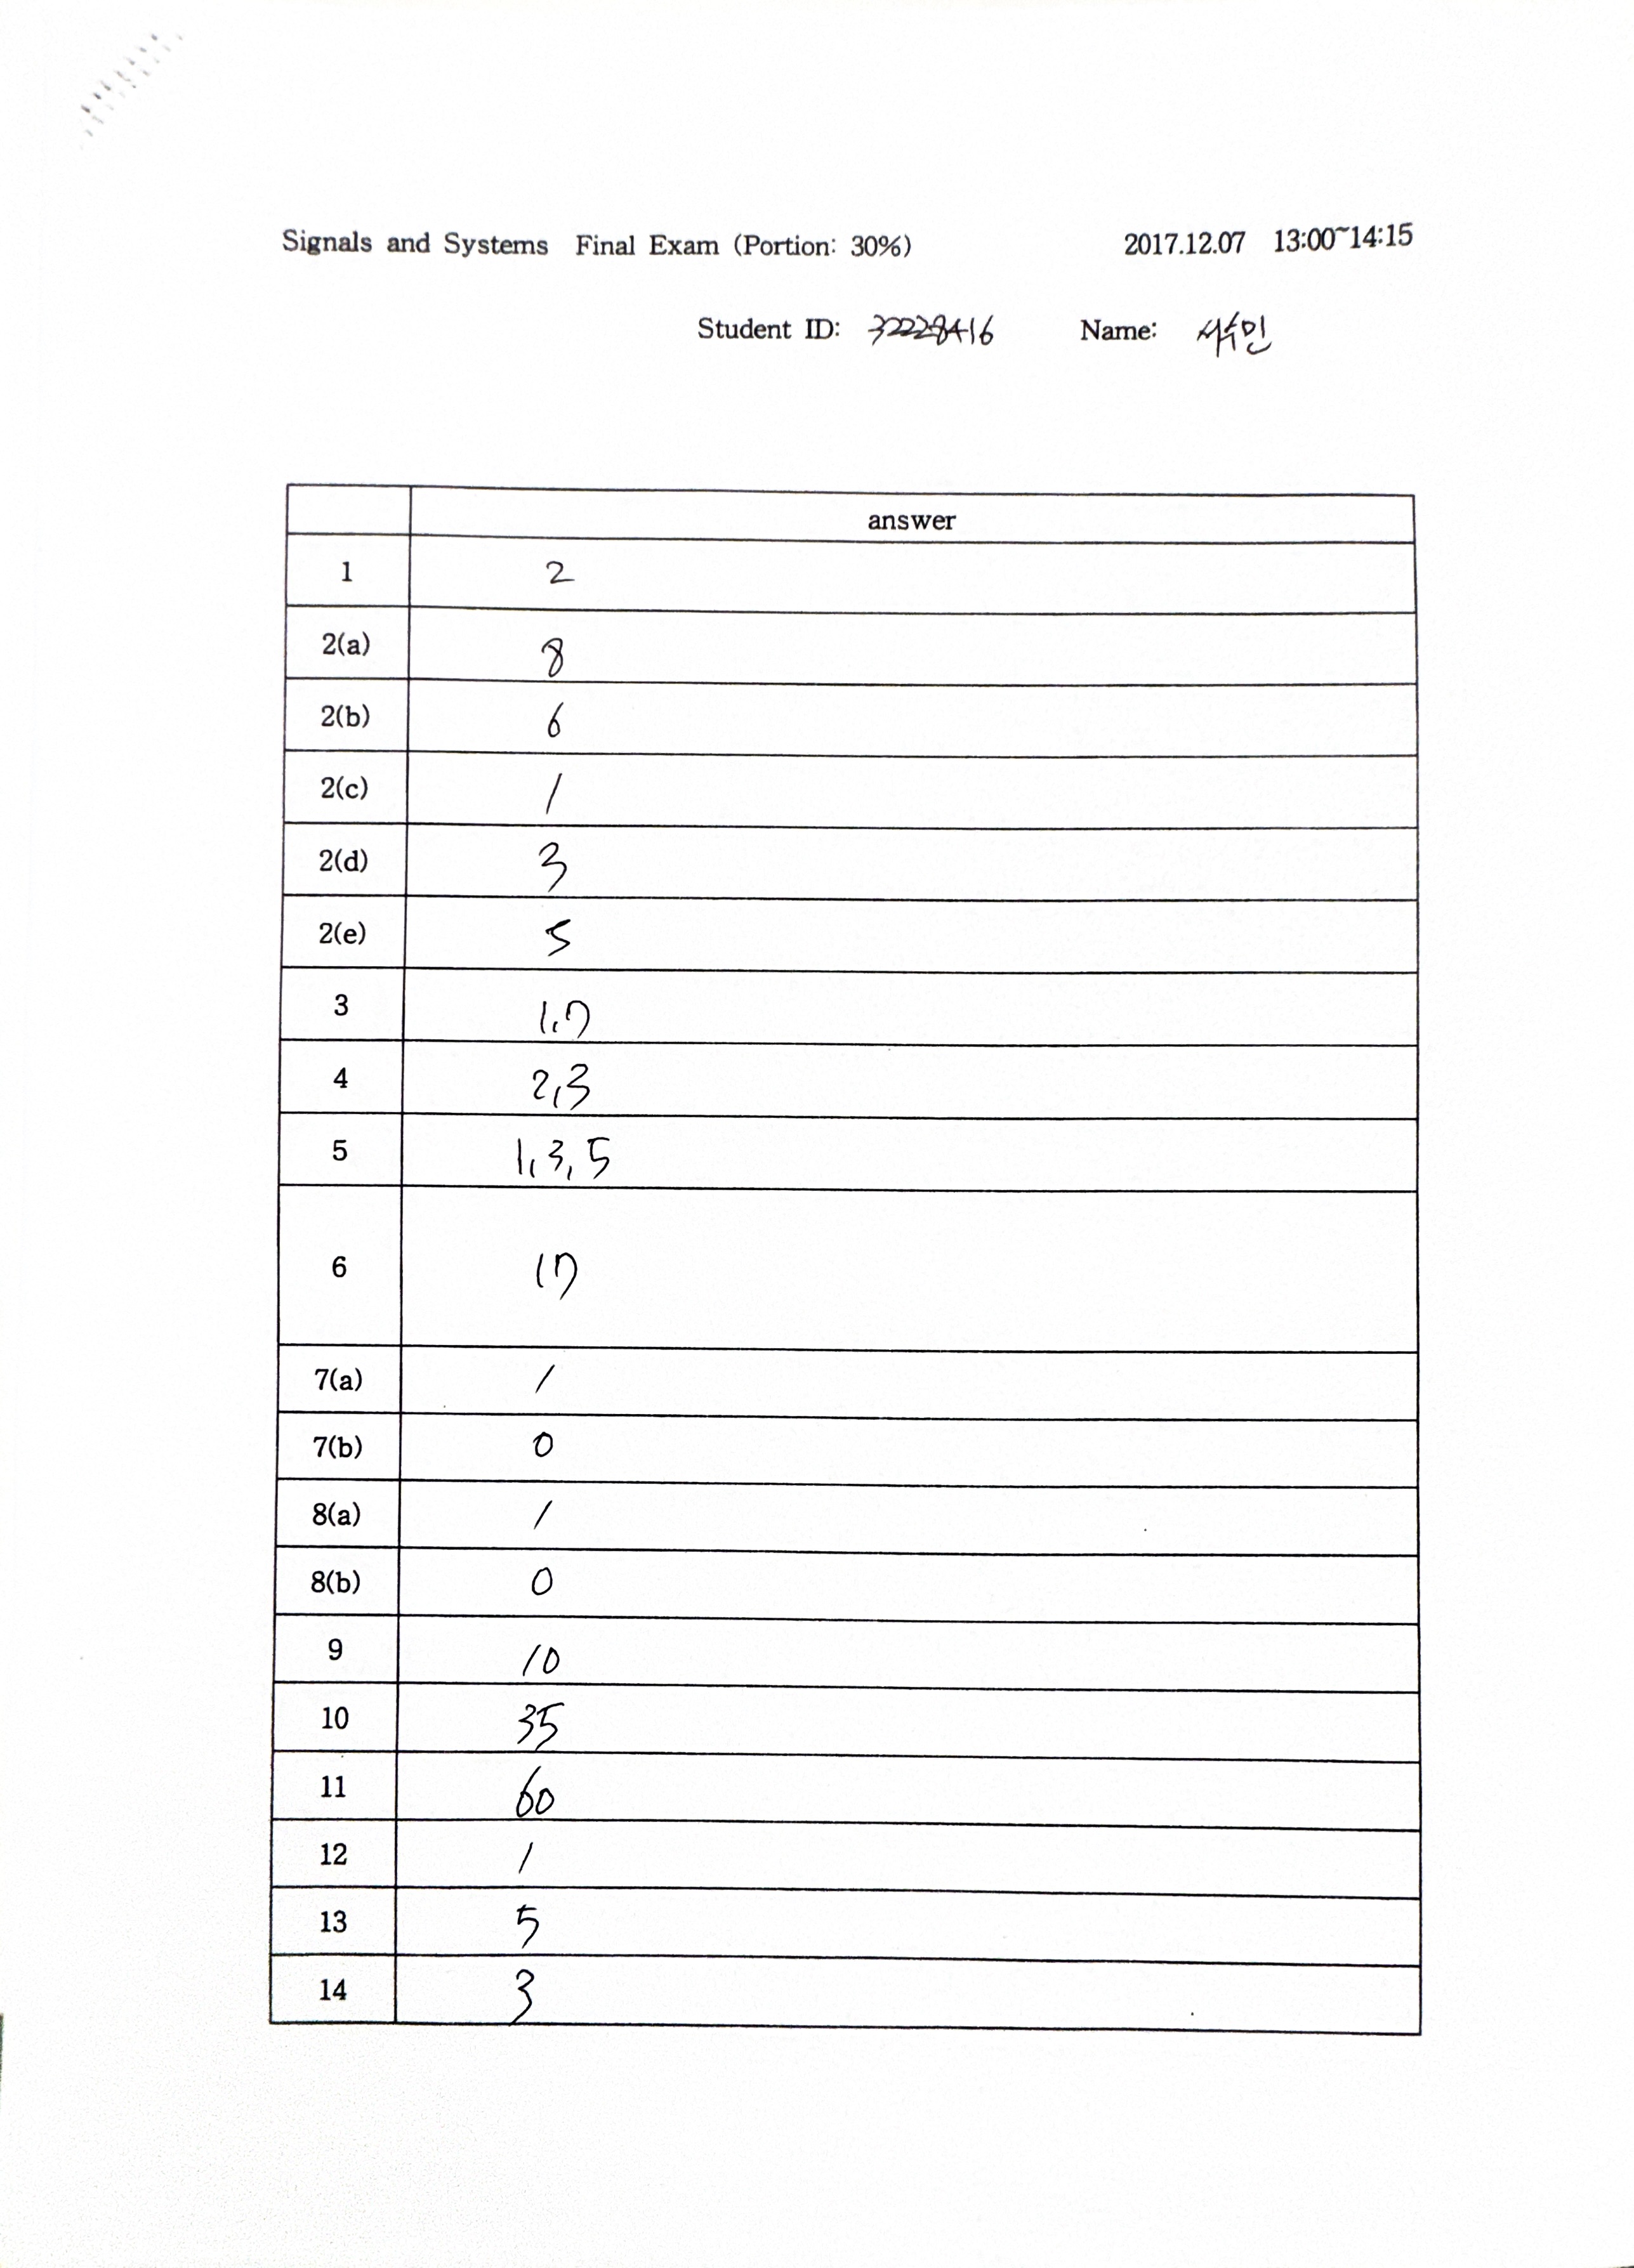 Signals and Systems Final Exam (Portion: 30%) 2017.12.07 13:00~14:15
Student ID: 32228416 Name: 서수민
answer
1 2
2(a) 8
2(b) 6
2(c) 1
2(d) 3
2(e) 5
3 1,7
4 2,3
5 1,3,5
6 17
7(a) 1
7(b) 0
8(a) 1
8(b) 0
9 10
10 35
11 60
12 1
13 5
14 3